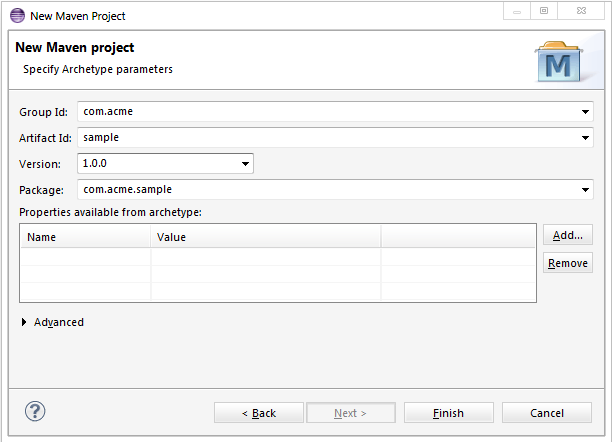 New Maven Project
New Maven project
Specify Archetype parameters
M
Group Id: com.acme
Artifact Id: sample
Version: 1.0.0
Package: com.acme.sample
Properties available from archetype:
Name Value
Add...
Remove
Advanced
? < Back Next > Finish Cancel